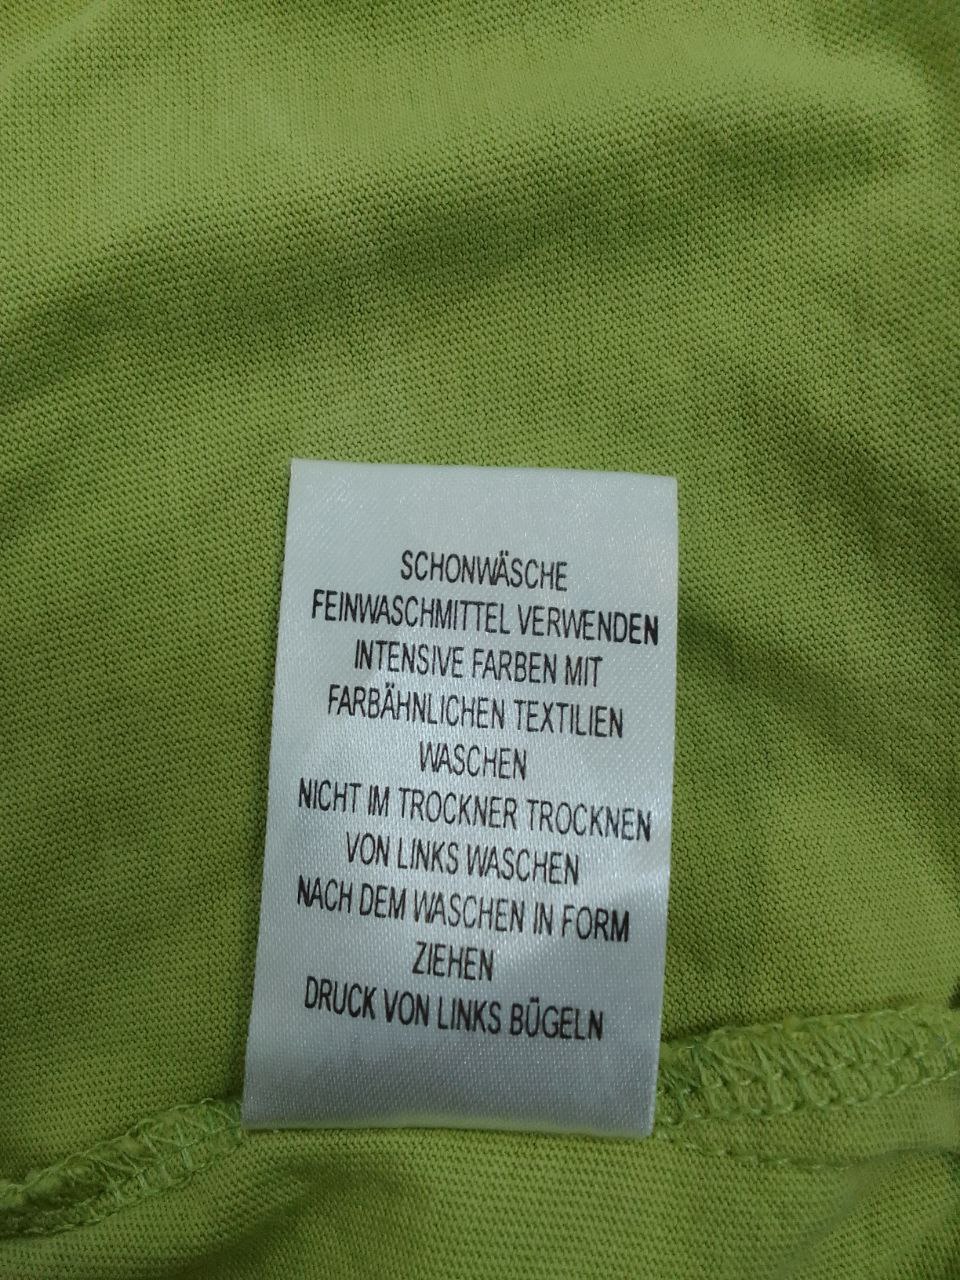 SCHONWÄSCHE
FEINWASCHMITTEL VERWENDEN
INTENSIVE FARBEN MIT
FARBÄHNLICHEN TEXTILIEN
WASCHEN
NICHT IM TROCKNER TROCKNEN
VON LINKS WASCHEN
NACH DEM WASCHEN IN FORM
ZIEHEN
DRUCK VON LINKS BÜGELN